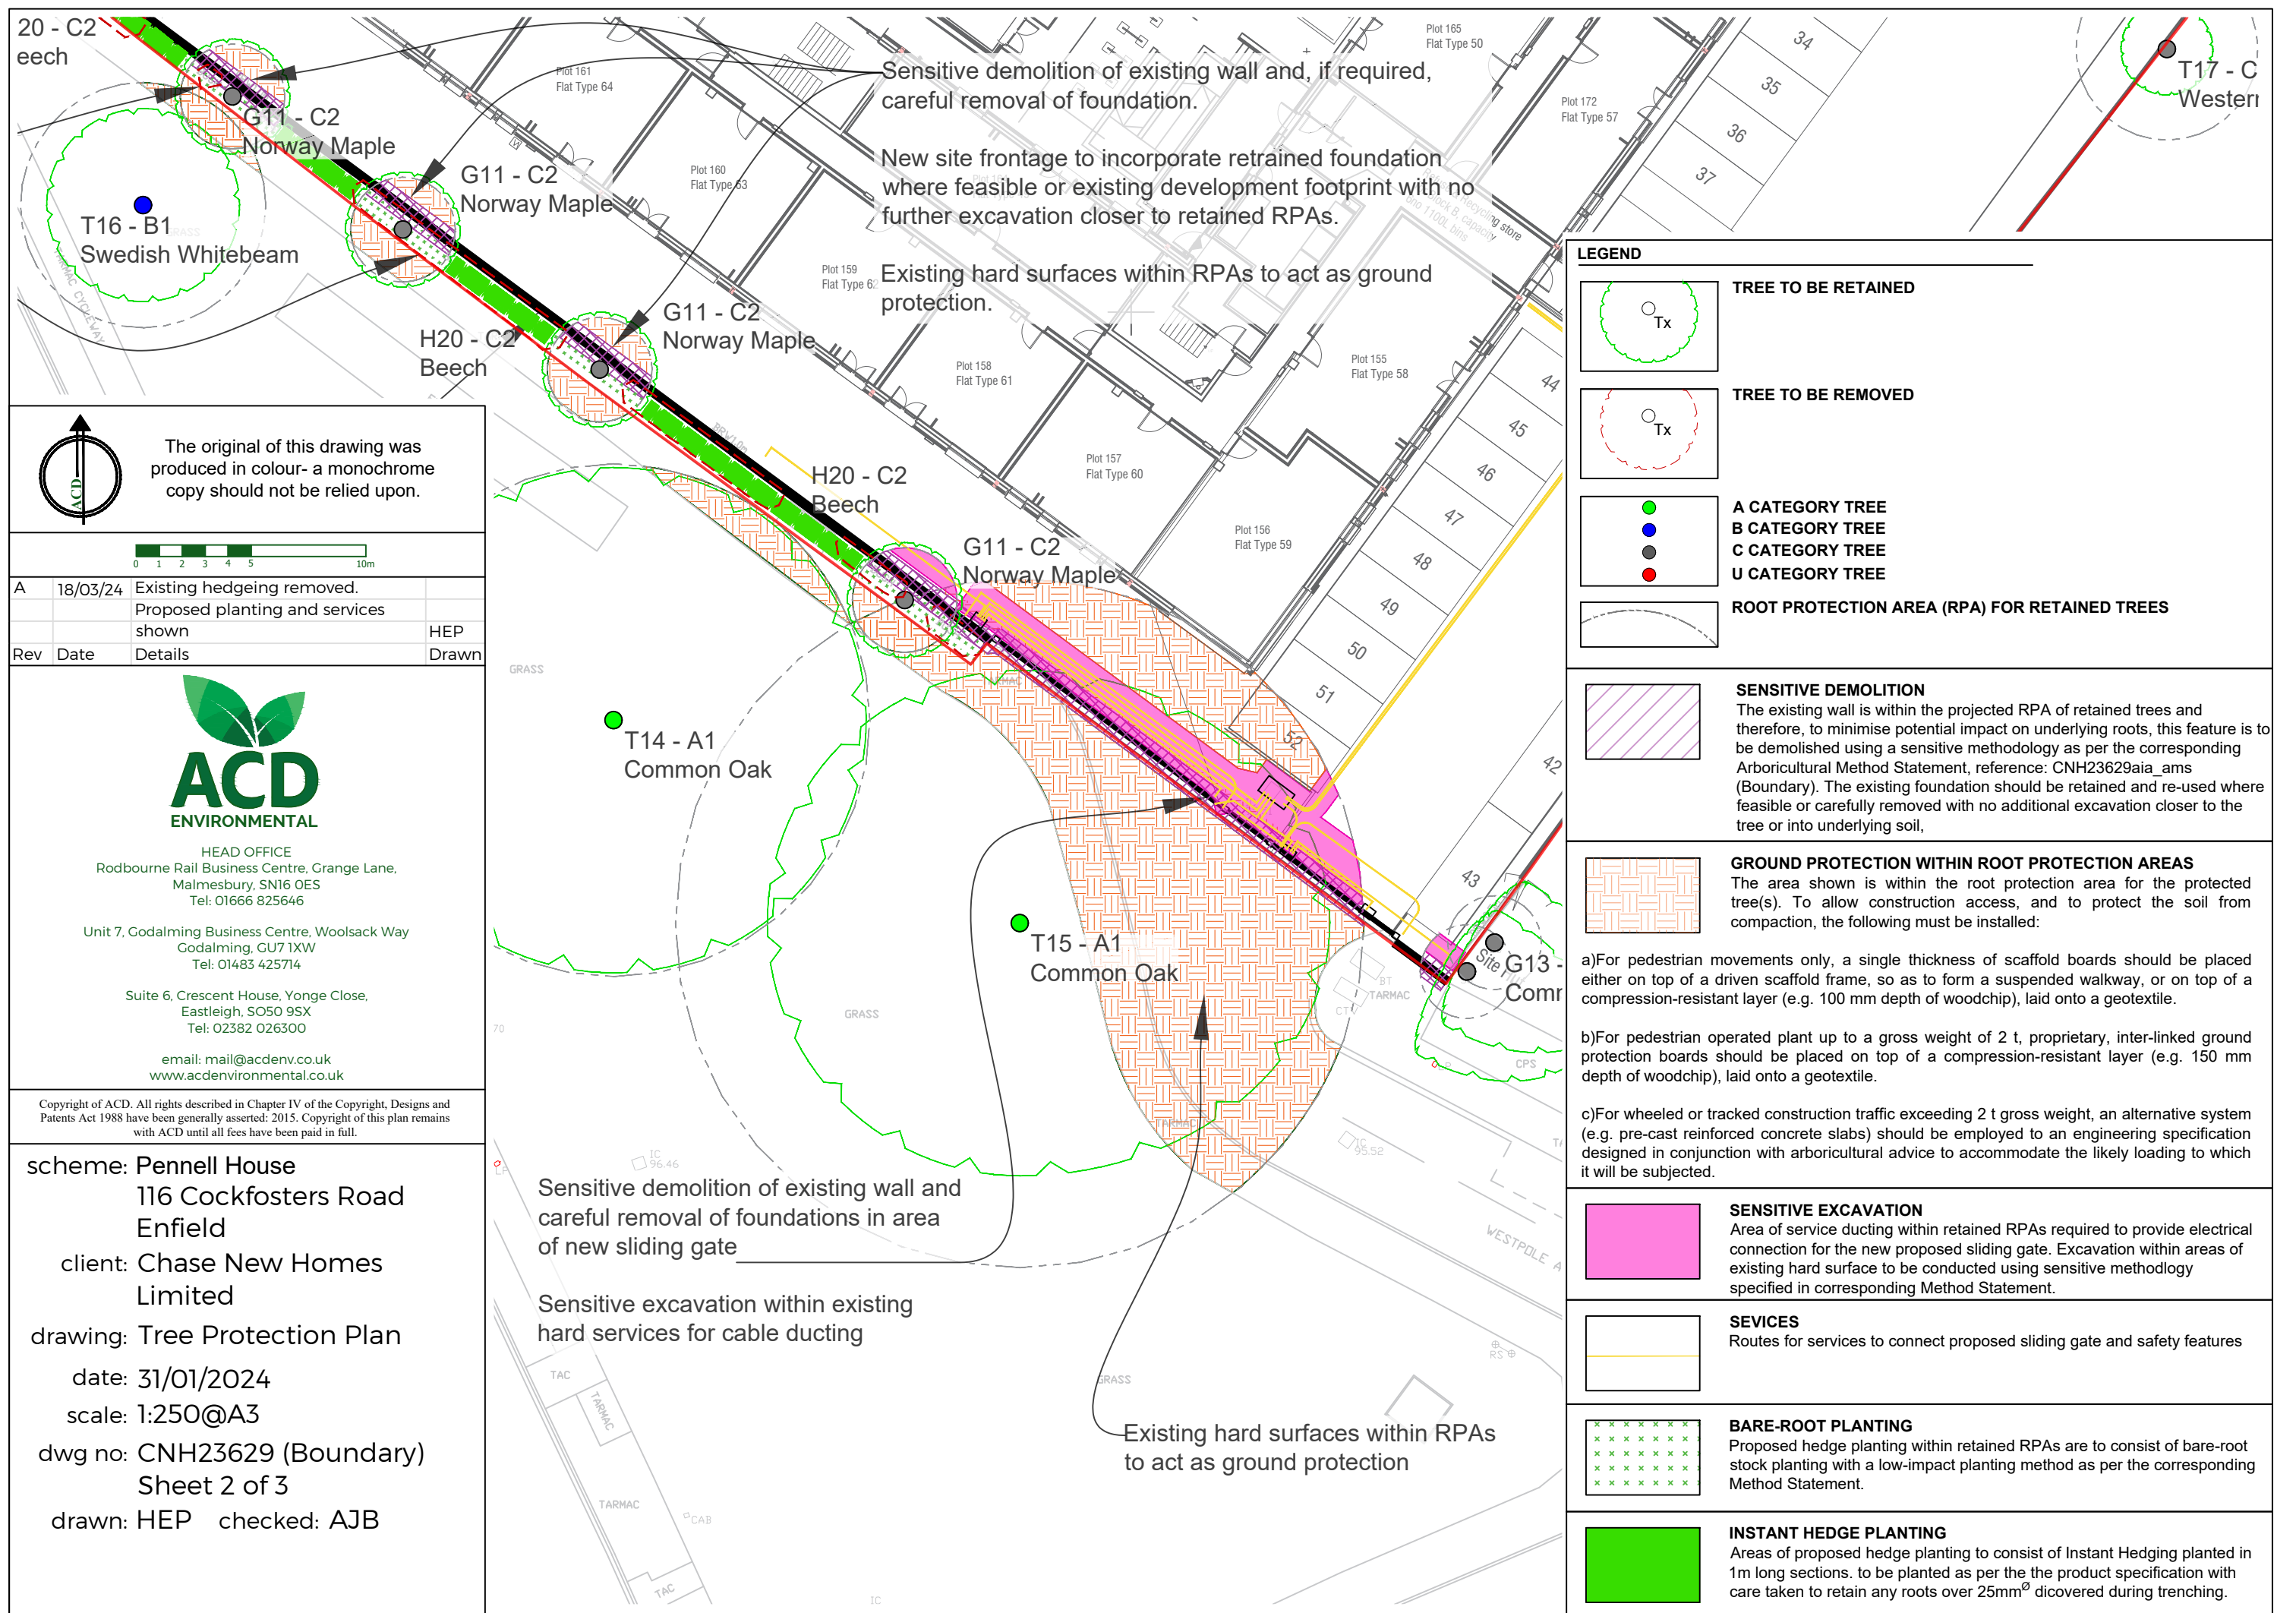 20 - C2
eech
G11 - C2
Norway Maple
T16 - B1
Swedish Whitebeam
GRASS
TARMAC CYCLEWAY
G11 - C2
Norway Maple
G11 - C2
Norway Maple
H20 - C2
Beech
BRW1.0m
H20 - C2
Beech
G11 - C2
Norway Maple
Plot 161
Flat Type 64
Plot 160
Flat Type 63
Plot 159
Flat Type 62
Plot 158
Flat Type 61
Plot 157
Flat Type 60
Plot 156
Flat Type 59
Plot 155
Flat Type 58
Plot 165
Flat Type 50
Plot 172
Flat Type 57
Sensitive demolition of existing wall and, if required,
careful removal of foundation.
New site frontage to incorporate retrained foundation
where feasible or existing development footprint with no
further excavation closer to retained RPAs.
Existing hard surfaces within RPAs to act as ground
protection.
34
35
36
37
44
45
46
47
48
49
50
51
52
42
43
T17 - C
Western
T14 - A1
Common Oak
T15 - A1
Common Oak
G13 -
Comm
GRASS
GRASS
GRASS
TARMAC
BT
TARMAC
CTV
CPS
TARMAC
IC
96.46
IC
95.52
WESTPOLE A
RS
TAC
TARMAC
TARMAC
CAB
TAC
IC
Sensitive demolition of existing wall and
careful removal of foundations in area
of new sliding gate
Sensitive excavation within existing
hard services for cable ducting
Existing hard surfaces within RPAs
to act as ground protection
ACD
The original of this drawing was
produced in colour- a monochrome
copy should not be relied upon.
0 1 2 3 4 5 10m
A 18/03/24 Existing hedgeing removed.
Proposed planting and services
shown HEP
Rev Date Details Drawn
ACD
ENVIRONMENTAL
HEAD OFFICE
Rodbourne Rail Business Centre, Grange Lane,
Malmesbury, SN16 0ES
Tel: 01666 825646
Unit 7, Godalming Business Centre, Woolsack Way
Godalming, GU7 1XW
Tel: 01483 425714
Suite 6, Crescent House, Yonge Close,
Eastleigh, SO50 9SX
Tel: 02382 026300
email: mail@acdenv.co.uk
www.acdenvironmental.co.uk
Copyright of ACD. All rights described in Chapter IV of the Copyright, Designs and
Patents Act 1988 have been generally asserted: 2015. Copyright of this plan remains
with ACD until all fees have been paid in full.
scheme: Pennell House
116 Cockfosters Road
Enfield
client: Chase New Homes
Limited
drawing: Tree Protection Plan
date: 31/01/2024
scale: 1:250@A3
dwg no: CNH23629 (Boundary)
Sheet 2 of 3
drawn: HEP checked: AJB
LEGEND
Tx
TREE TO BE RETAINED
Tx
TREE TO BE REMOVED
A CATEGORY TREE
B CATEGORY TREE
C CATEGORY TREE
U CATEGORY TREE
ROOT PROTECTION AREA (RPA) FOR RETAINED TREES
SENSITIVE DEMOLITION
The existing wall is within the projected RPA of retained trees and
therefore, to minimise potential impact on underlying roots, this feature is to
be demolished using a sensitive methodology as per the corresponding
Arboricultural Method Statement, reference: CNH23629aia_ams
(Boundary). The existing foundation should be retained and re-used where
feasible or carefully removed with no additional excavation closer to the
tree or into underlying soil,
GROUND PROTECTION WITHIN ROOT PROTECTION AREAS
The area shown is within the root protection area for the protected
tree(s). To allow construction access, and to protect the soil from
compaction, the following must be installed:
a)For pedestrian movements only, a single thickness of scaffold boards should be placed
either on top of a driven scaffold frame, so as to form a suspended walkway, or on top of a
compression-resistant layer (e.g. 100 mm depth of woodchip), laid onto a geotextile.
b)For pedestrian operated plant up to a gross weight of 2 t, proprietary, inter-linked ground
protection boards should be placed on top of a compression-resistant layer (e.g. 150 mm
depth of woodchip), laid onto a geotextile.
c)For wheeled or tracked construction traffic exceeding 2 t gross weight, an alternative system
(e.g. pre-cast reinforced concrete slabs) should be employed to an engineering specification
designed in conjunction with arboricultural advice to accommodate the likely loading to which
it will be subjected.
SENSITIVE EXCAVATION
Area of service ducting within retained RPAs required to provide electrical
connection for the new proposed sliding gate. Excavation within areas of
existing hard surface to be conducted using sensitive methodlogy
specified in corresponding Method Statement.
SEVICES
Routes for services to connect proposed sliding gate and safety features
BARE-ROOT PLANTING
Proposed hedge planting within retained RPAs are to consist of bare-root
stock planting with a low-impact planting method as per the corresponding
Method Statement.
INSTANT HEDGE PLANTING
Areas of proposed hedge planting to consist of Instant Hedging planted in
1m long sections. to be planted as per the the product specification with
care taken to retain any roots over 25mmØ dicovered during trenching.